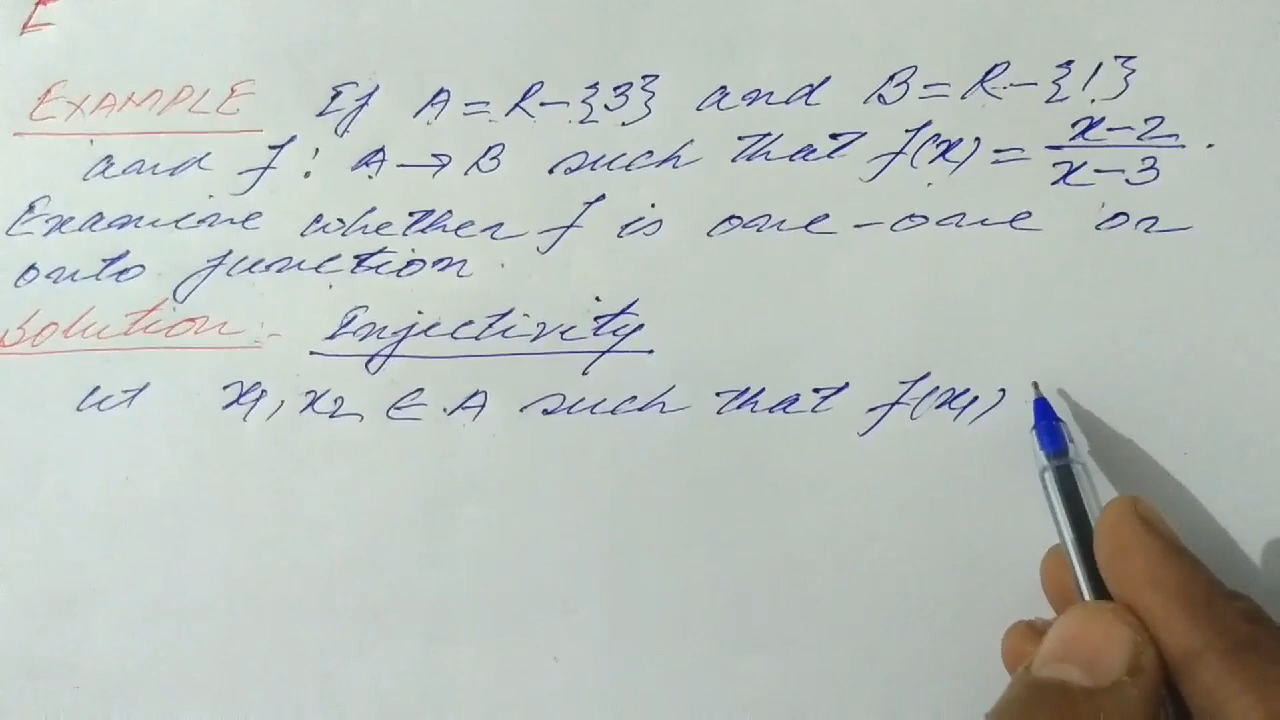 EXAMPLE If A = R-{3} and B = R-{1}
and f : A → B such that f(x) = x-2/x-3 .
Examine whether f is one-one or
onto function.
Solution:- Injectivity
Let x1, x2 ∈ A such that f(x1)